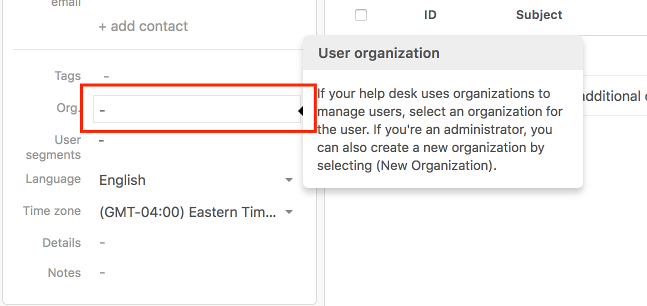 email
+ add contact
ID Subject
User organization
Tags -
If your help desk uses organizations to
Org. -
manage users, select an organization for
additional
the user. If you're an administrator, you
can also create a new organization by
selecting (New Organization).
User
segments -
Language English
Time zone (GMT-04:00) Eastern Tim...
Details -
Notes -